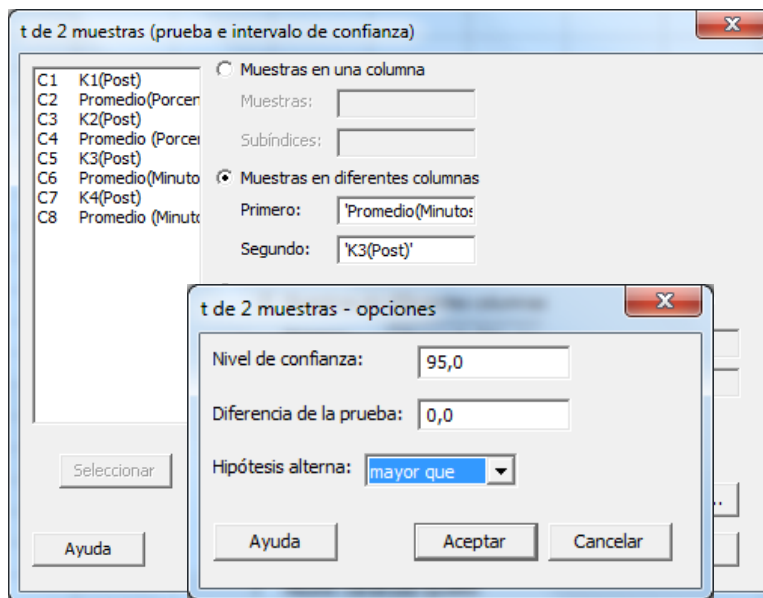 t de 2 muestras (prueba e intervalo de confianza)
C1 K1(Post)
C2 Promedio(Porcen
C3 K2(Post)
C4 Promedio (Porcer
C5 K3(Post)
C6 Promedio(Minuto
C7 K4(Post)
C8 Promedio (Minuto
Muestras en una columna
Muestras:
Subíndices:
Muestras en diferentes columnas
Primero: 'Promedio(Minutos
Segundo: 'K3(Post)'
Seleccionar
Ayuda
t de 2 muestras - opciones
Nivel de confianza: 95,0
Diferencia de la prueba: 0,0
Hipótesis alterna: mayor que
Ayuda
Aceptar
Cancelar